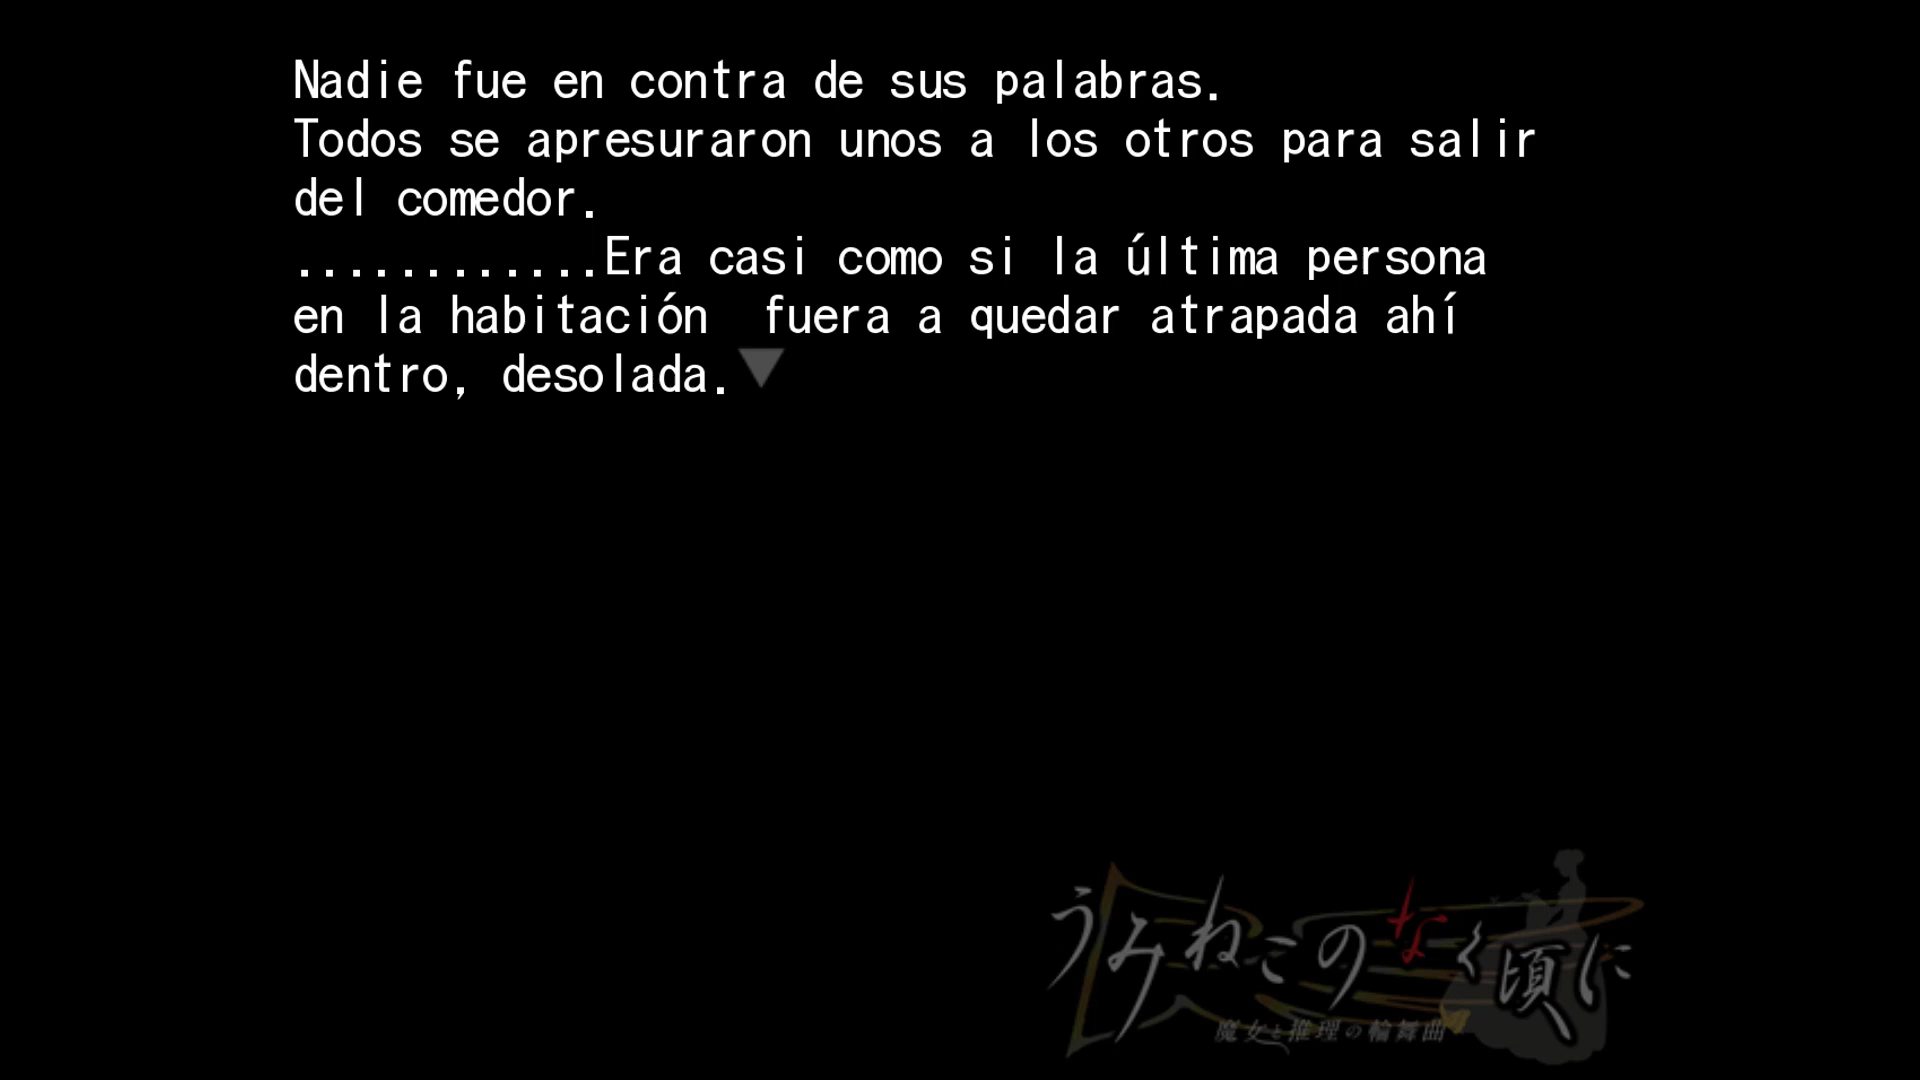 Nadie fue en contra de sus palabras.
Todos se apresuraron unos a los otros para salir
del comedor.
............Era casi como si la última persona
en la habitación  fuera a quedar atrapada ahí
dentro, desolada.
うみねこのなく頃に
魔女と推理の輪舞曲